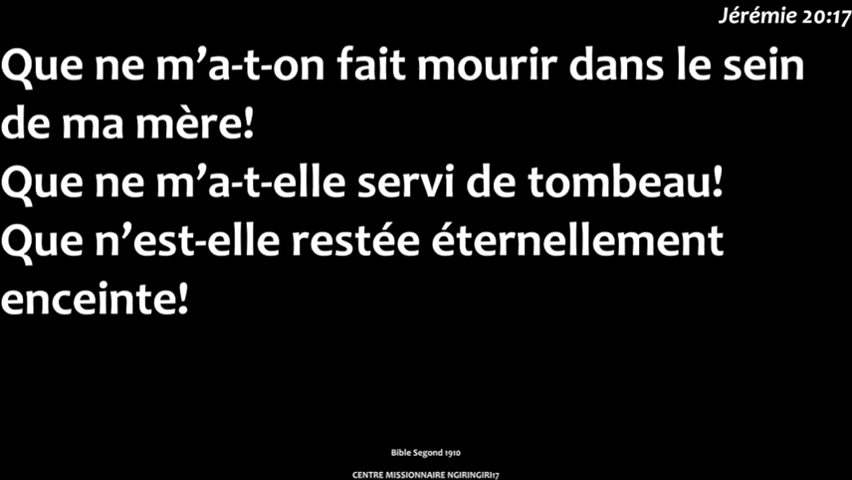 Jérémie 20:17
Que ne m’a-t-on fait mourir dans le sein
de ma mère!
Que ne m’a-t-elle servi de tombeau!
Que n’est-elle restée éternellement
enceinte!
Bible Segond 1910
CENTRE MISSIONNAIRE NGIRINGIRI17